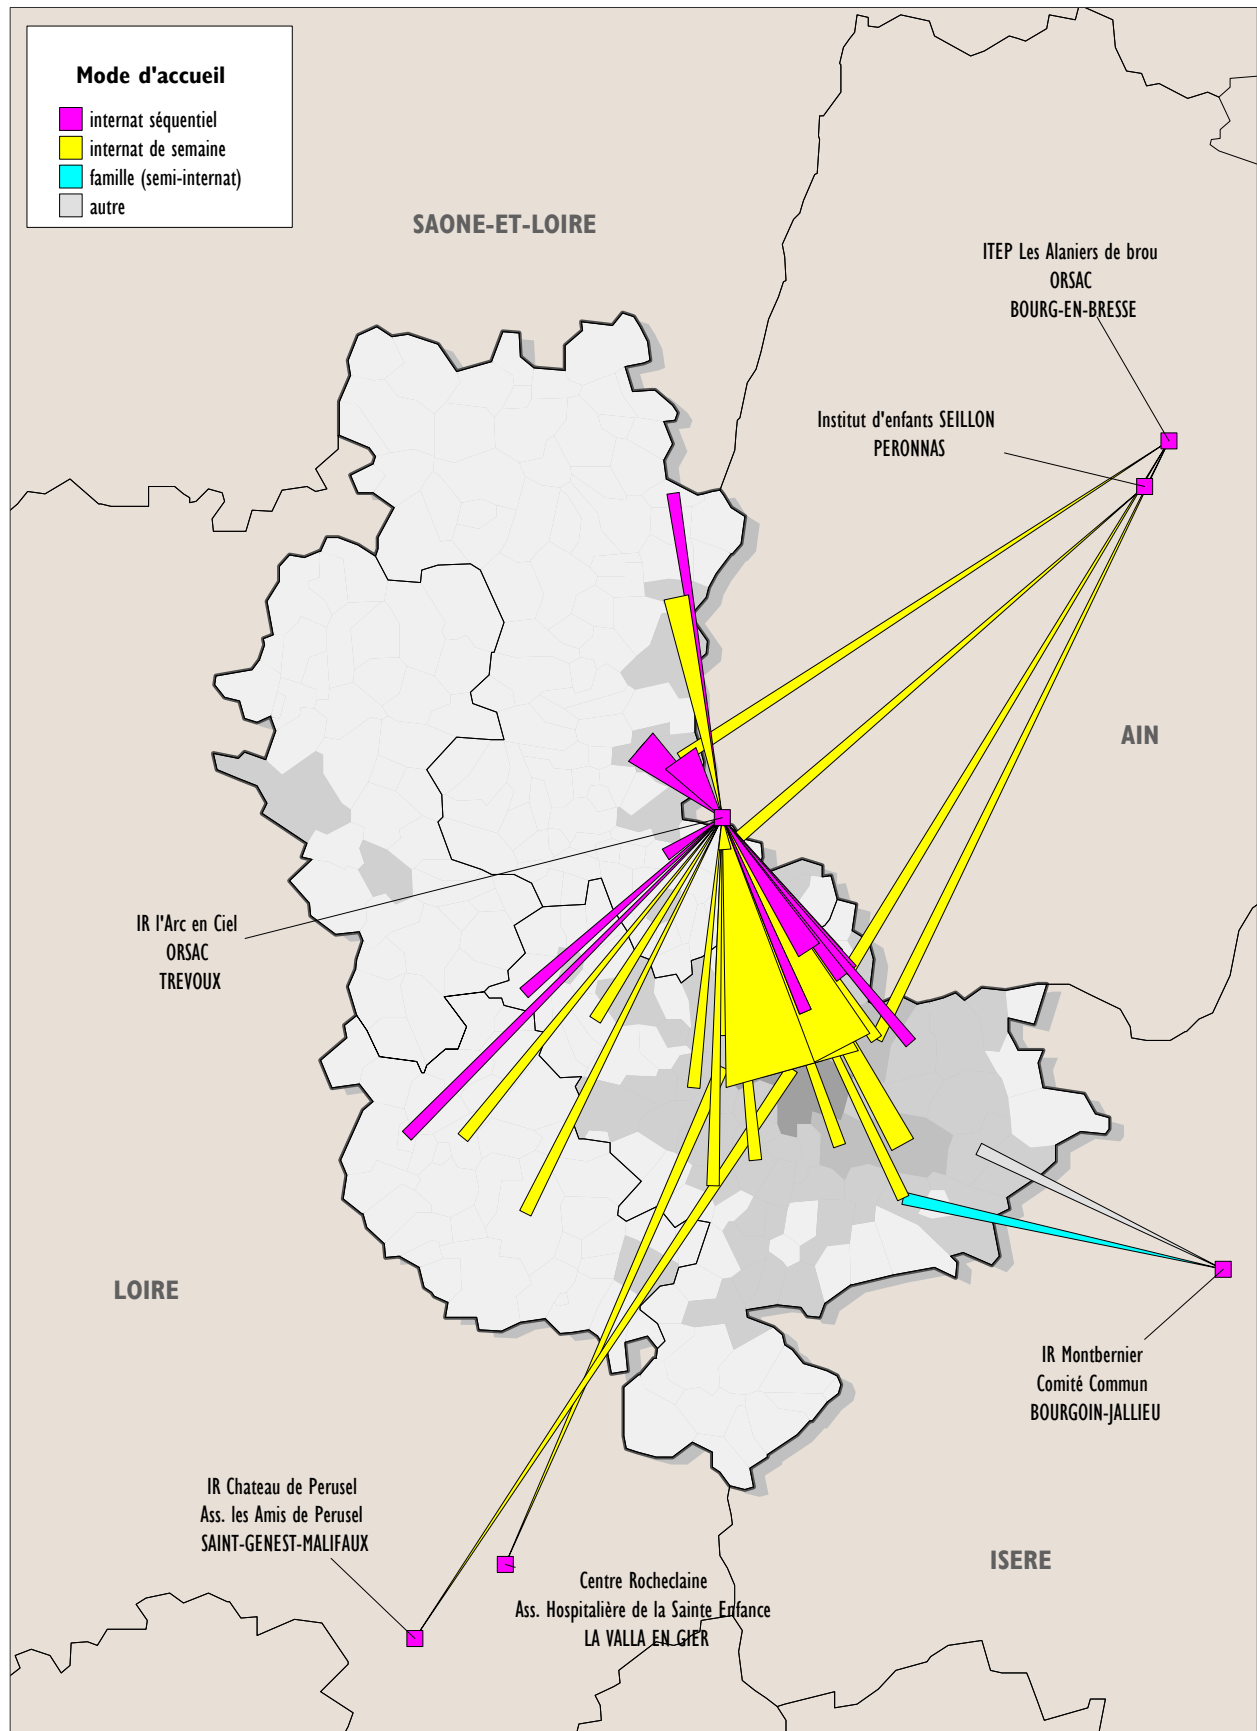 Mode d'accueil
internat séquentiel
internat de semaine
famille (semi-internat)
autre
SAONE-ET-LOIRE
ITEP Les Alaniers de brou
ORSAC
BOURG-EN-BRESSE
Institut d'enfants SEILLON
PERONNAS
AIN
IR l'Arc en Ciel
ORSAC
TREVOUX
LOIRE
IR Montbernier
Comité Commun
BOURGOIN-JALLIEU
IR Chateau de Perusel
Ass. les Amis de Perusel
SAINT-GENEST-MALIFAUX
ISERE
Centre Rocheclaine
Ass. Hospitalière de la Sainte Enfance
LA VALLA EN GIER